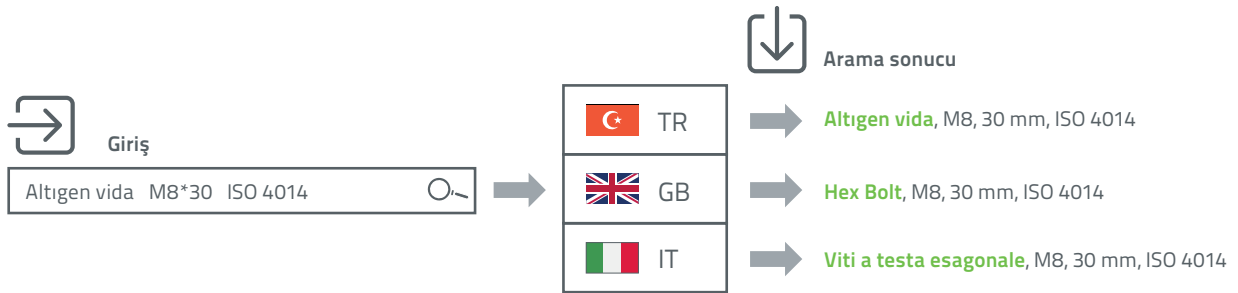 Arama sonucu
Giriş
Altıgen vida M8*30 ISO 4014
TR
Altıgen vida, M8, 30 mm, ISO 4014
GB
Hex Bolt, M8, 30 mm, ISO 4014
IT
Viti a testa esagonale, M8, 30 mm, ISO 4014